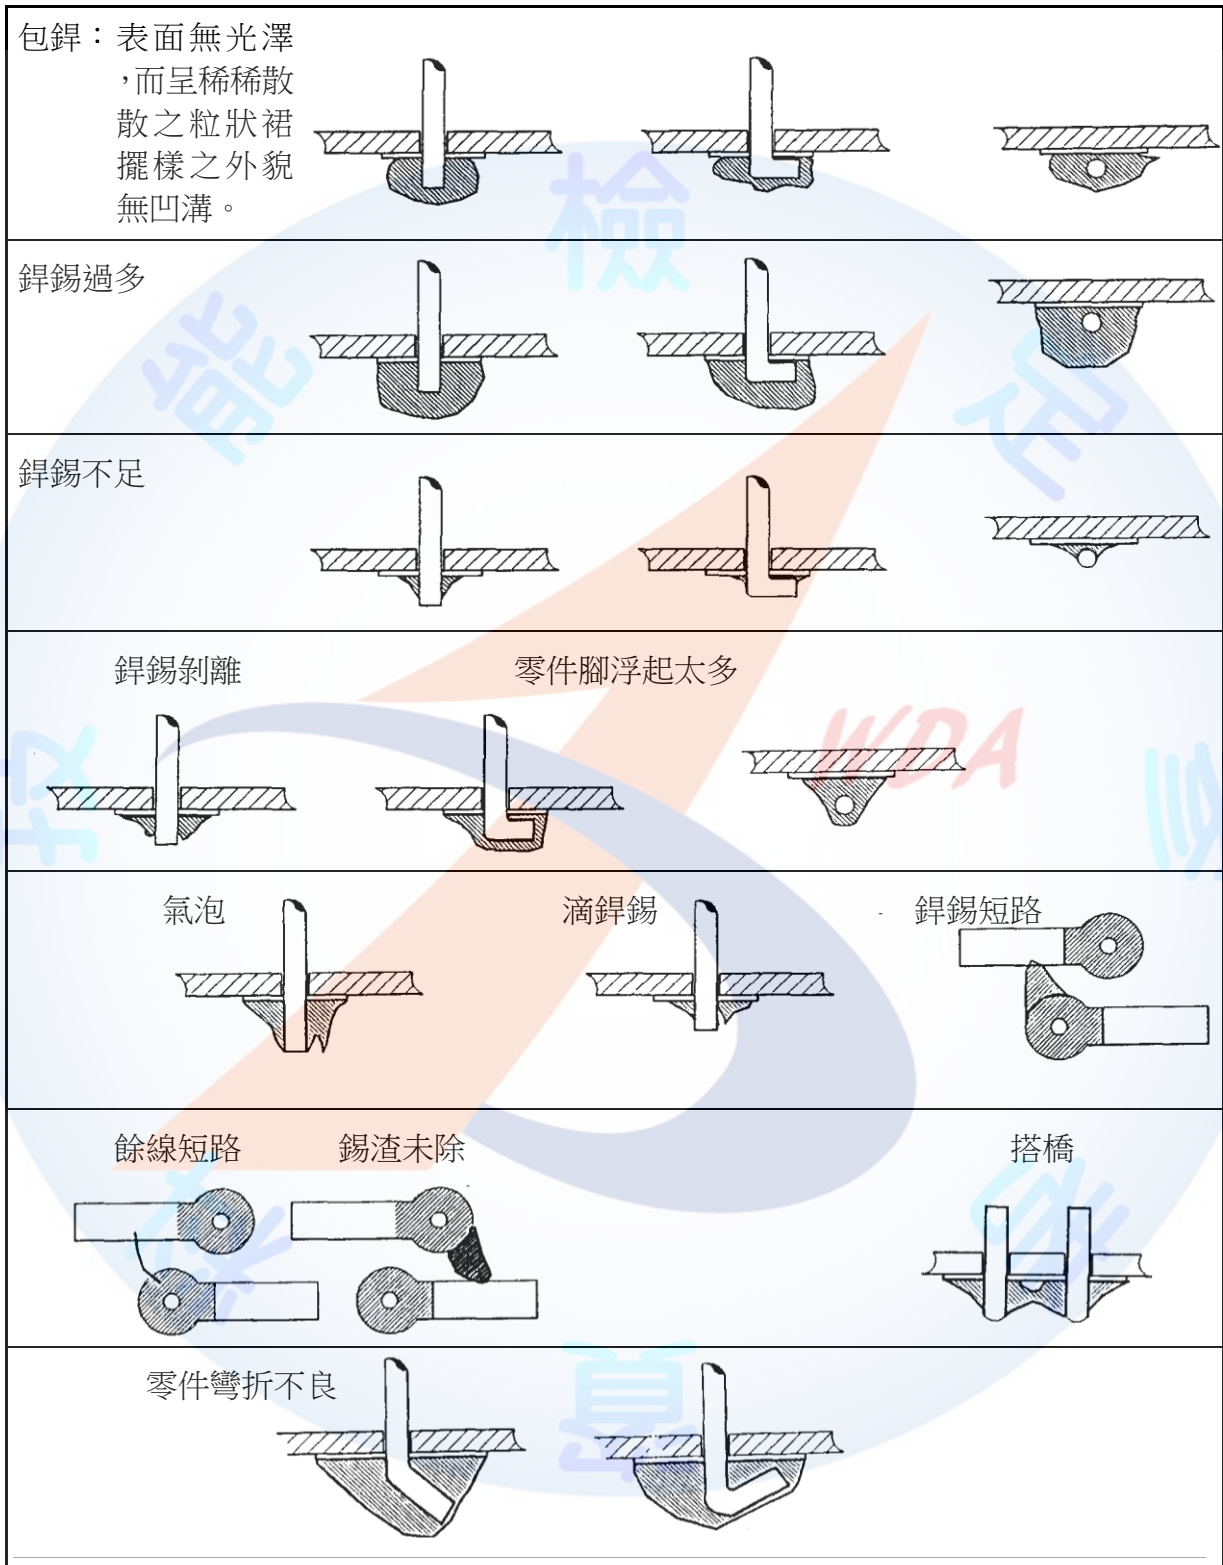 包銲：表面無光澤
，而呈稀稀散
散之粒狀裙
擺樣之外貌
無凹溝。
銲錫過多
銲錫不足
銲錫剝離 零件腳浮起太多
WDA
氣泡 滴銲錫 銲錫短路
餘線短路 錫渣未除 搭橋
零件彎折不良